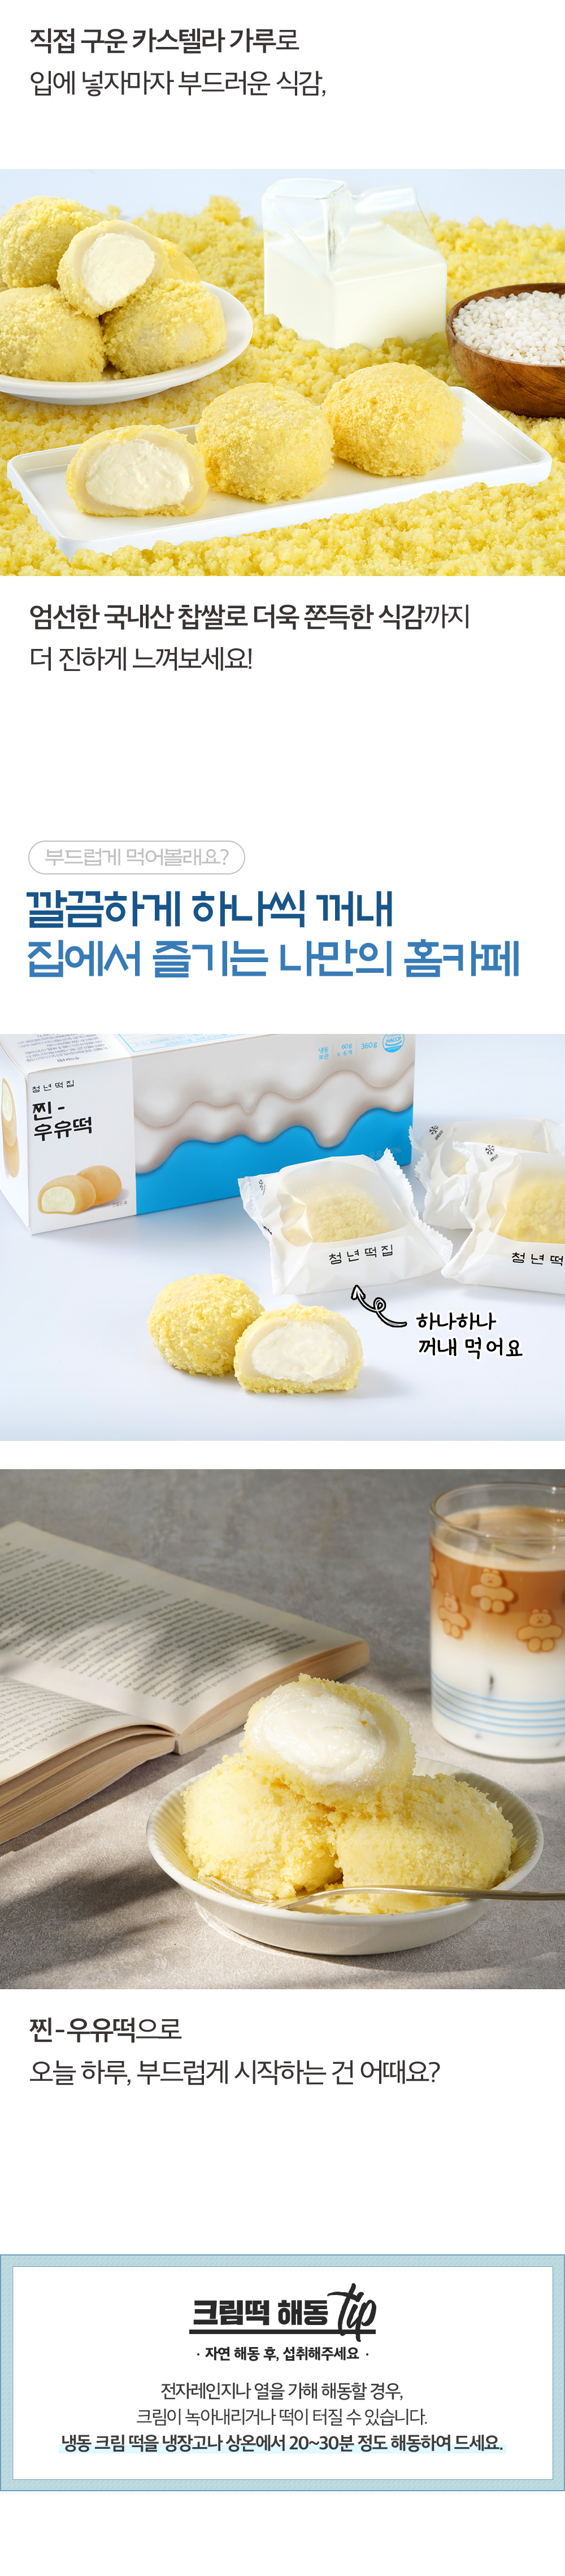 직접 구운 카스텔라 가루로
입에 넣자마자 부드러운 식감,
엄선한 국내산 찹쌀로 더욱 쫀득한 식감까지
더 진하게 느껴보세요!
부드럽게 먹어볼래요?
깔끔하게 하나씩 꺼내
집에서 즐기는 나만의 홈카페
청년떡집
찐-
우유떡
냉동
보관
60g
x 6개
360g
HACCP
청년떡집
청년떡집
하나하나
꺼내 먹어요
찐-우유떡으로
오늘 하루, 부드럽게 시작하는 건 어때요?
크림떡 해동 Tip
· 자연 해동 후, 섭취해주세요 ·
전자레인지나 열을 가해 해동할 경우,
크림이 녹아내리거나 떡이 터질 수 있습니다.
냉동 크림 떡을 냉장고나 상온에서 20~30분 정도 해동하여 드세요.